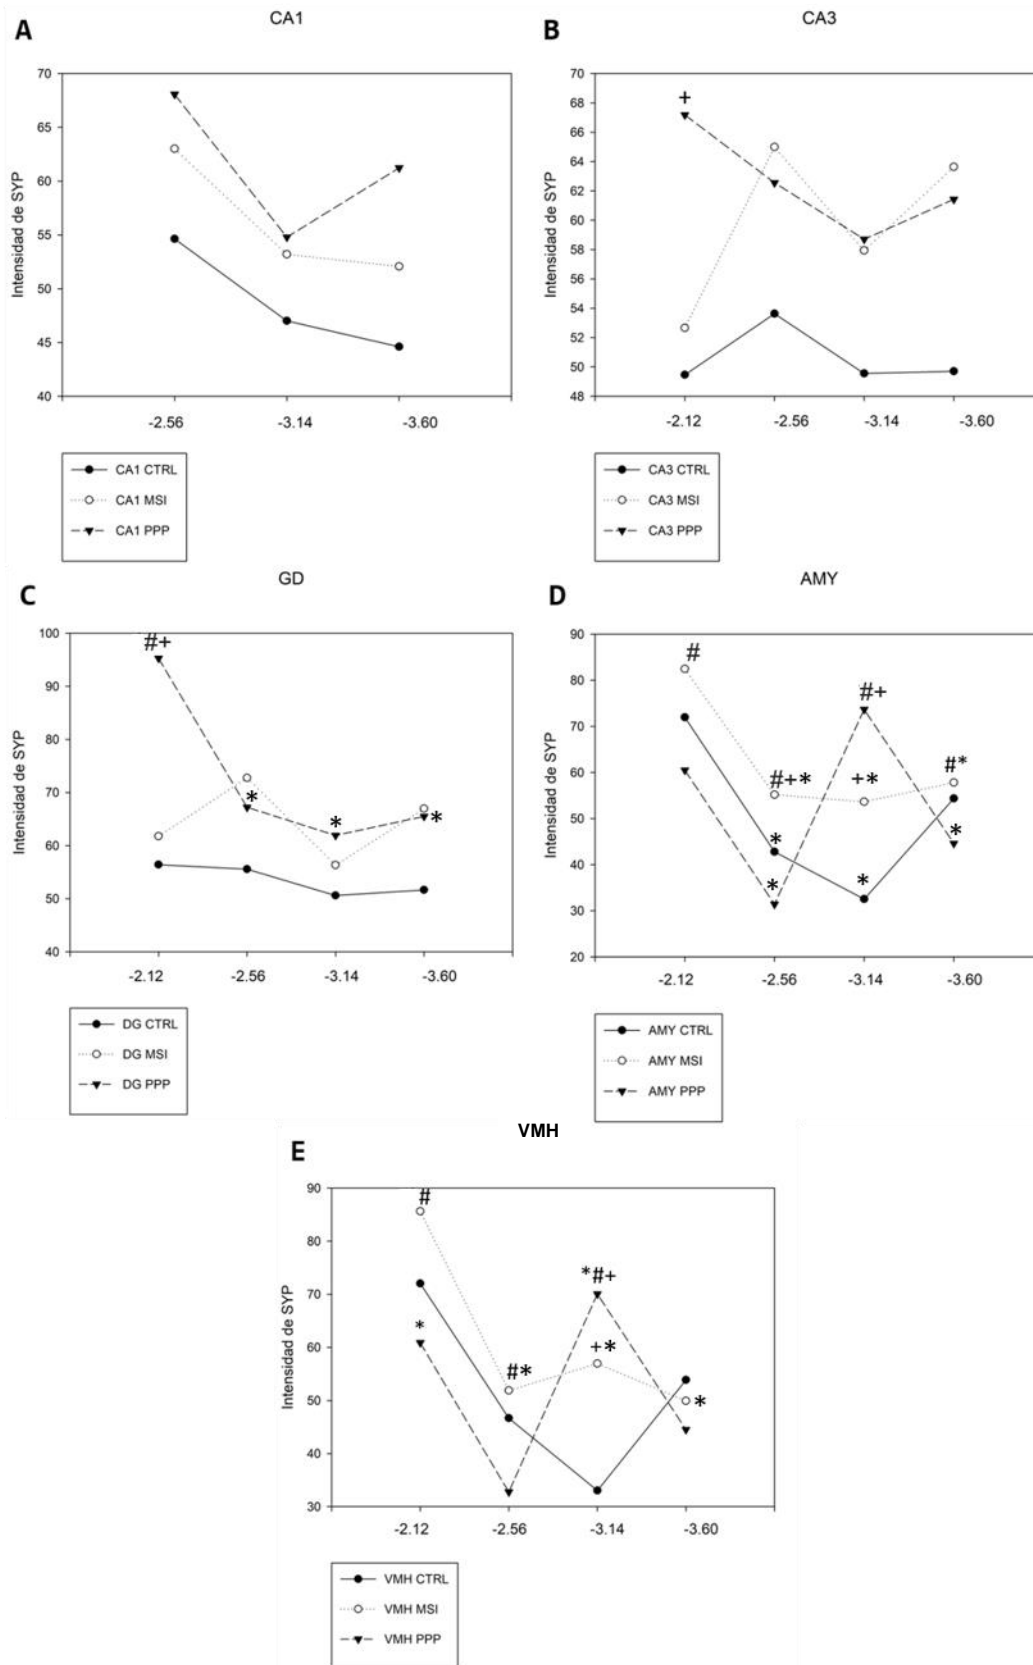 A
CA1
Intensidad de SYP
70
65
60
55
50
45
40
-2.56
-3.14
-3.60
CA1 CTRL
CA1 MSI
CA1 PPP
B
CA3
Intensidad de SYP
70
68
66
64
62
60
58
56
54
52
50
48
+
-2.12
-2.56
-3.14
-3.60
CA3 CTRL
CA3 MSI
CA3 PPP
C
GD
Intensidad de SYP
100
90
80
70
60
50
40
#+
*
*
*
-2.12
-2.56
-3.14
-3.60
DG CTRL
DG MSI
DG PPP
D
AMY
Intensidad de SYP
90
80
70
60
50
40
30
20
#
#+
#+*
+*
#*
*
*
*
*
-2.12
-2.56
-3.14
-3.60
AMY CTRL
AMY MSI
AMY PPP
VMH
E
Intensidad de SYP
90
80
70
60
50
40
30
#
*#+
*
+*
#*
*
-2.12
-2.56
-3.14
-3.60
VMH CTRL
VMH MSI
VMH PPP